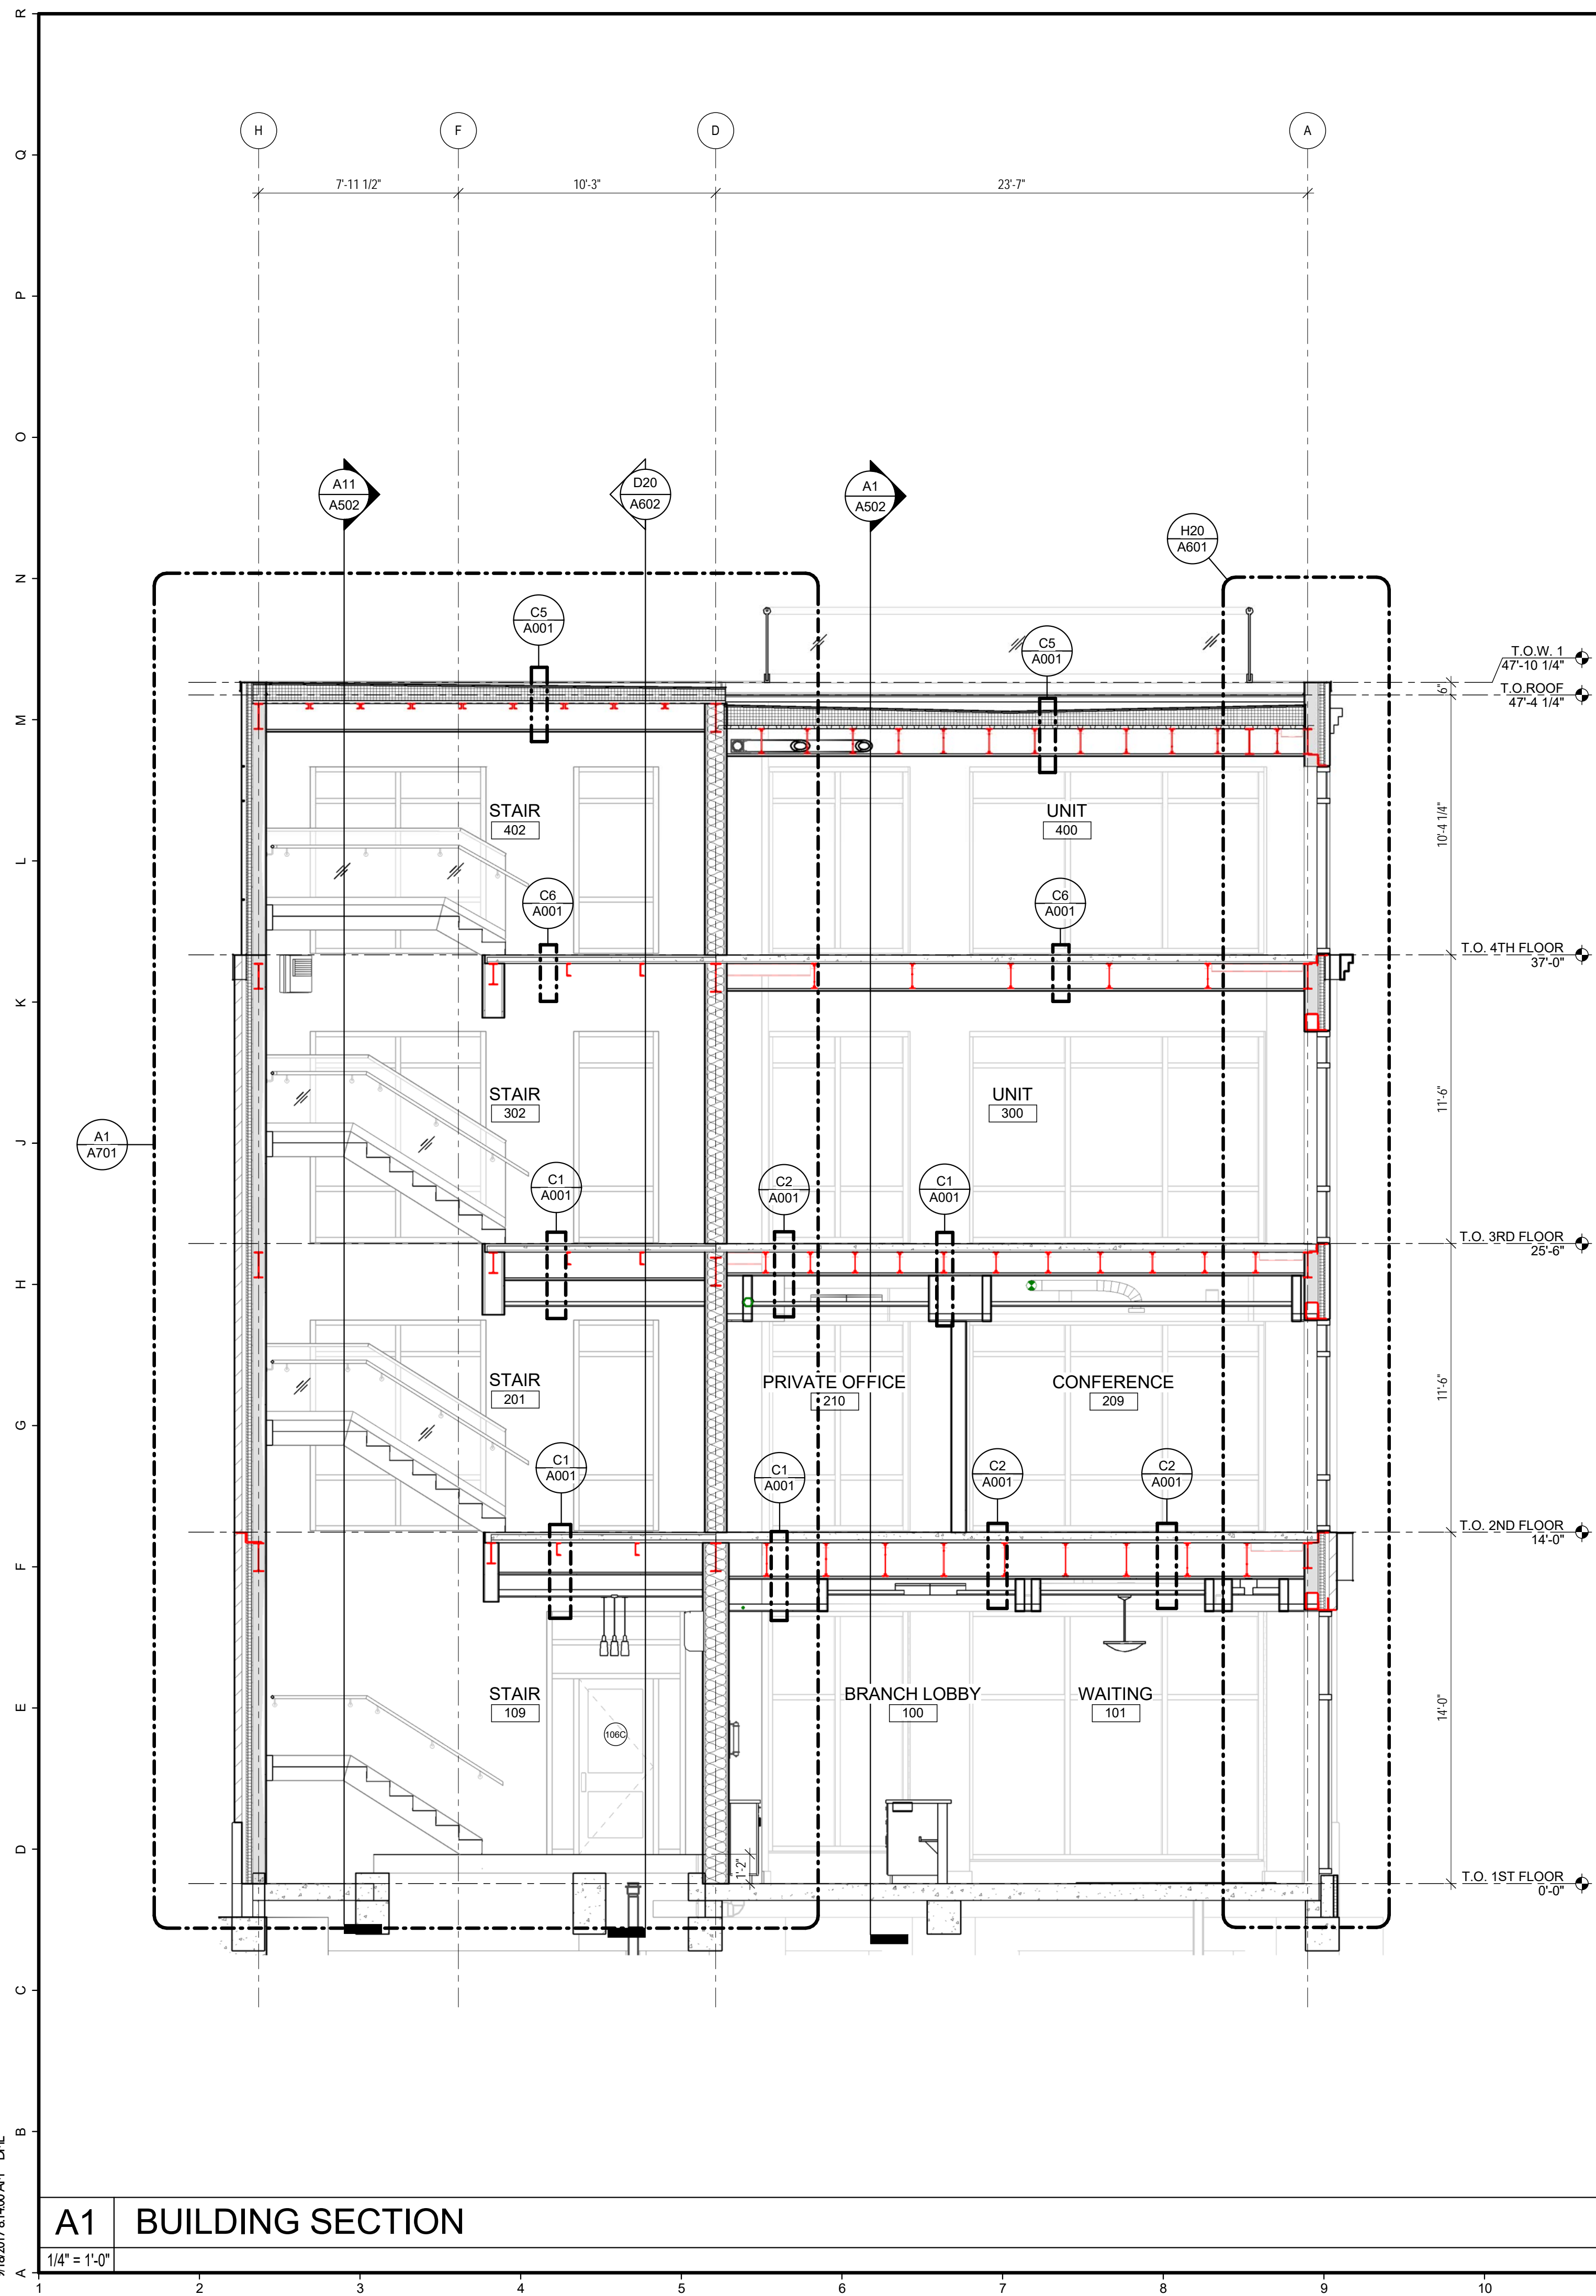 R
Q
P
O
N
M
L
K
J
H
G
F
E
D
C
B
A
H
F
D
A
7'-11 1/2"
10'-3"
23'-7"
A11
A502
D20
A602
A1
A502
H20
A601
C5
A001
C5
A001
T.O.W. 1
47'-10 1/4"
6"
T.O.ROOF
47'-4 1/4"
STAIR
402
UNIT
400
10'-4 1/4"
C6
A001
C6
A001
T.O. 4TH FLOOR
37'-0"
STAIR
302
UNIT
300
11'-6"
A1
A701
C1
A001
C2
A001
C1
A001
T.O. 3RD FLOOR
25'-6"
STAIR
201
PRIVATE OFFICE
210
CONFERENCE
209
11'-6"
C1
A001
C1
A001
C2
A001
C2
A001
T.O. 2ND FLOOR
14'-0"
STAIR
109
106C
BRANCH LOBBY
100
WAITING
101
14'-0"
1'-2"
T.O. 1ST FLOOR
0'-0"
A1
BUILDING SECTION
1/4" = 1'-0"
1
2
3
4
5
6
7
8
9
10